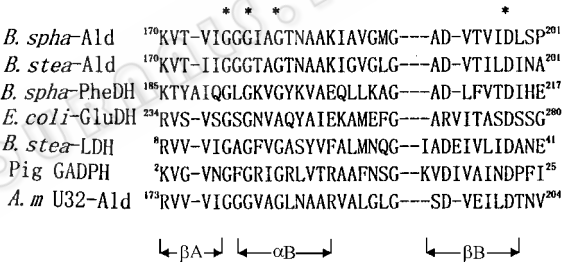 * * * *
B. spha-Ald ¹⁷⁰KVT-VIGGGIAGTNAAKIAVGMG---AD-VTVIDLSP²⁰¹
B. stea-Ald ¹⁷⁰KVT-IIGGGTAGTNAAKIGVGLG---AD-VTILDINA²⁰¹
B. spha-PheDH ¹⁸⁵KTYAIQGLGKVGYKVAEQLLKAG---AD-LFVTDIHE²¹⁷
E. coli-GluDH ²³⁴RVS-VSGSGNVAQYAIEKAMEFG---ARVITASDSSG²⁸⁰
B. stea-LDH ⁸RVV-VIGAGFVGASYVFALMNQG---IADEIVLIDANE⁴¹
Pig GADPH ²KVG-VNGFGRIGRLVTRAAFNSG---KVDIVAINDPFI²⁵
A. m U32-Ald ¹⁷³RVV-VIGGGVAGLNAARVALGLG---SD-VEILDTNV²⁰⁴
βA αB βB